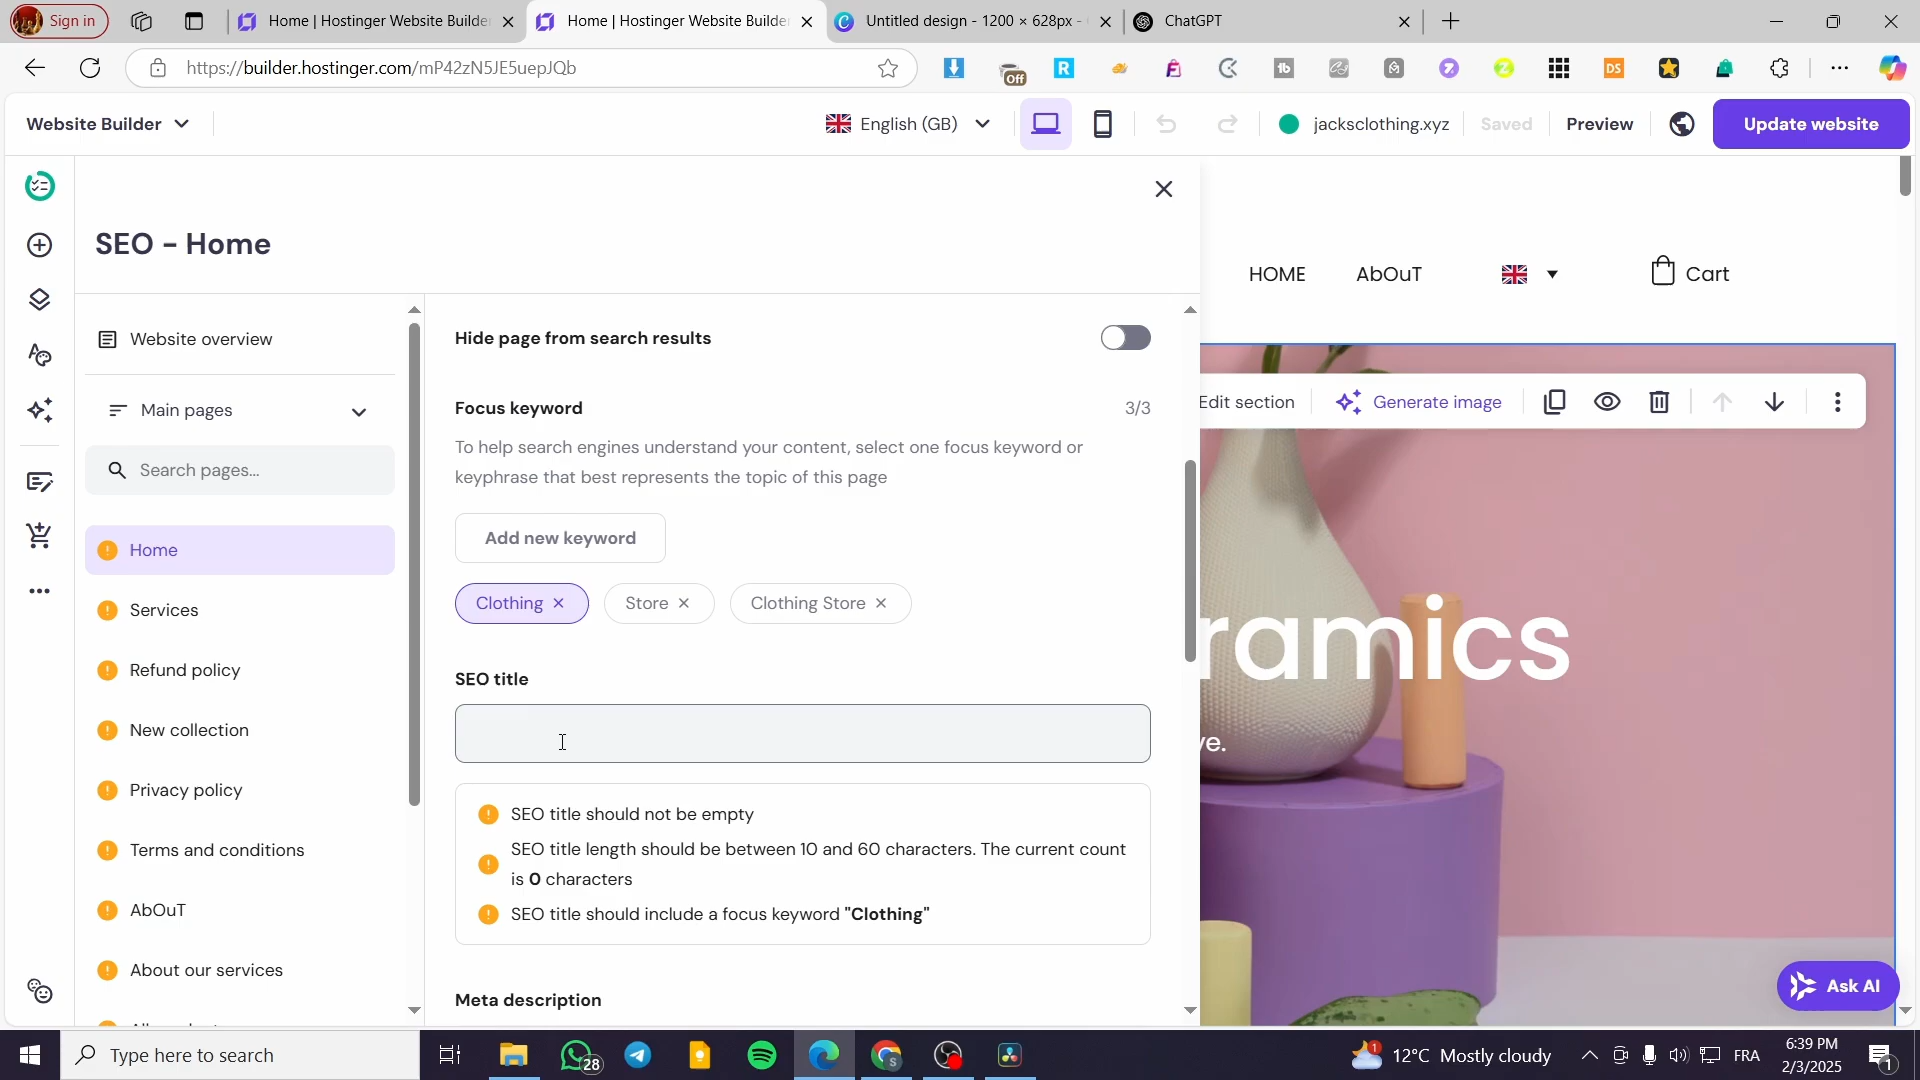 Sign in
Home | Hostinger Website Builder
Home | Hostinger Website Builder
Untitled design - 1200 × 628px -
ChatGPT
https://builder.hostinger.com/mP42zN5JE5uepJQb
Off
Website Builder
English (GB)
jacksclothing.xyz
Saved
Preview
Update website
SEO - Home
HOME
AbOuT
Cart
Website overview
Main pages
Search pages...
Home
Services
Refund policy
New collection
Privacy policy
Terms and conditions
AbOuT
About our services
Hide page from search results
Focus keyword
3/3
To help search engines understand your content, select one focus keyword or
keyphrase that best represents the topic of this page
Add new keyword
Clothing
Store
Clothing Store
SEO title
SEO title should not be empty
SEO title length should be between 10 and 60 characters. The current count
is 0 characters
SEO title should include a focus keyword "Clothing"
Meta description
Edit section
Generate image
ramics
ve.
Ask AI
Type here to search
28
1
12°C Mostly cloudy
FRA
6:39 PM
2/3/2025
1